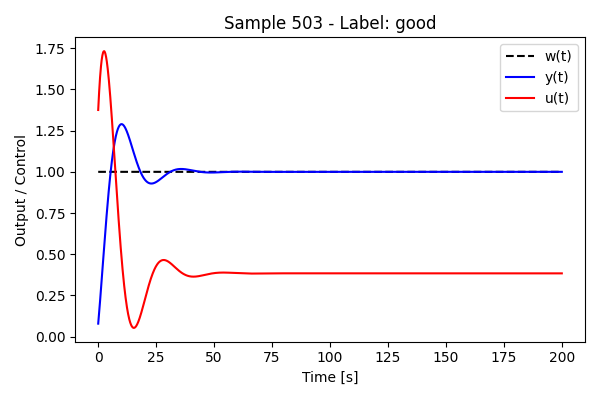 Sample 503 - Label: good
w(t)
y(t)
u(t)
Output / Control
1.75
1.50
1.25
1.00
0.75
0.50
0.25
0.00
0 25 50 75 100 125 150 175 200
Time [s]